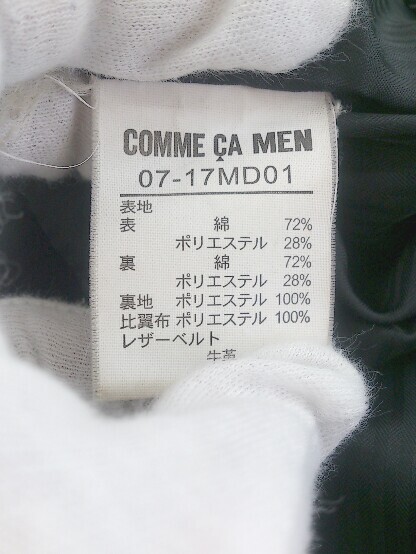 COMME ÇA MEN
07-17MD01
表地
表 綿 72%
ポリエステル 28%
裏 綿 72%
ポリエステル 28%
裏地 ポリエステル 100%
比翼布 ポリエステル 100%
レザーベルト
牛革